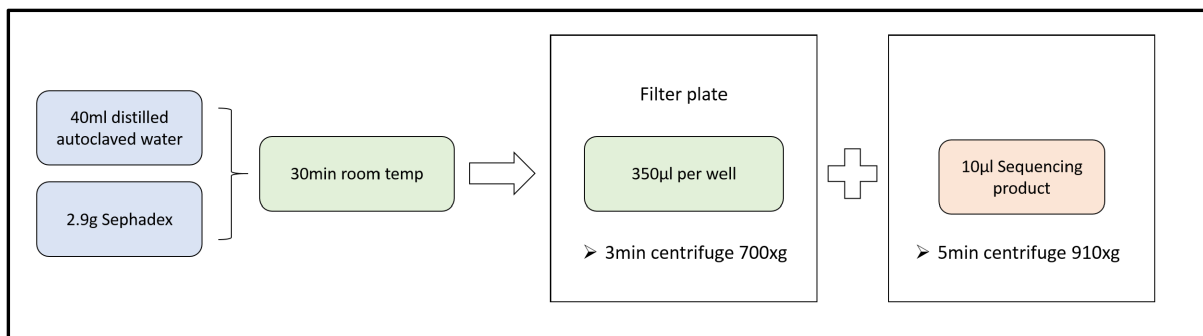 40ml distilled
autoclaved water
2.9g Sephadex
30min room temp
Filter plate
350µl per well
➢ 3min centrifuge 700xg
10µl Sequencing
product
➢ 5min centrifuge 910xg